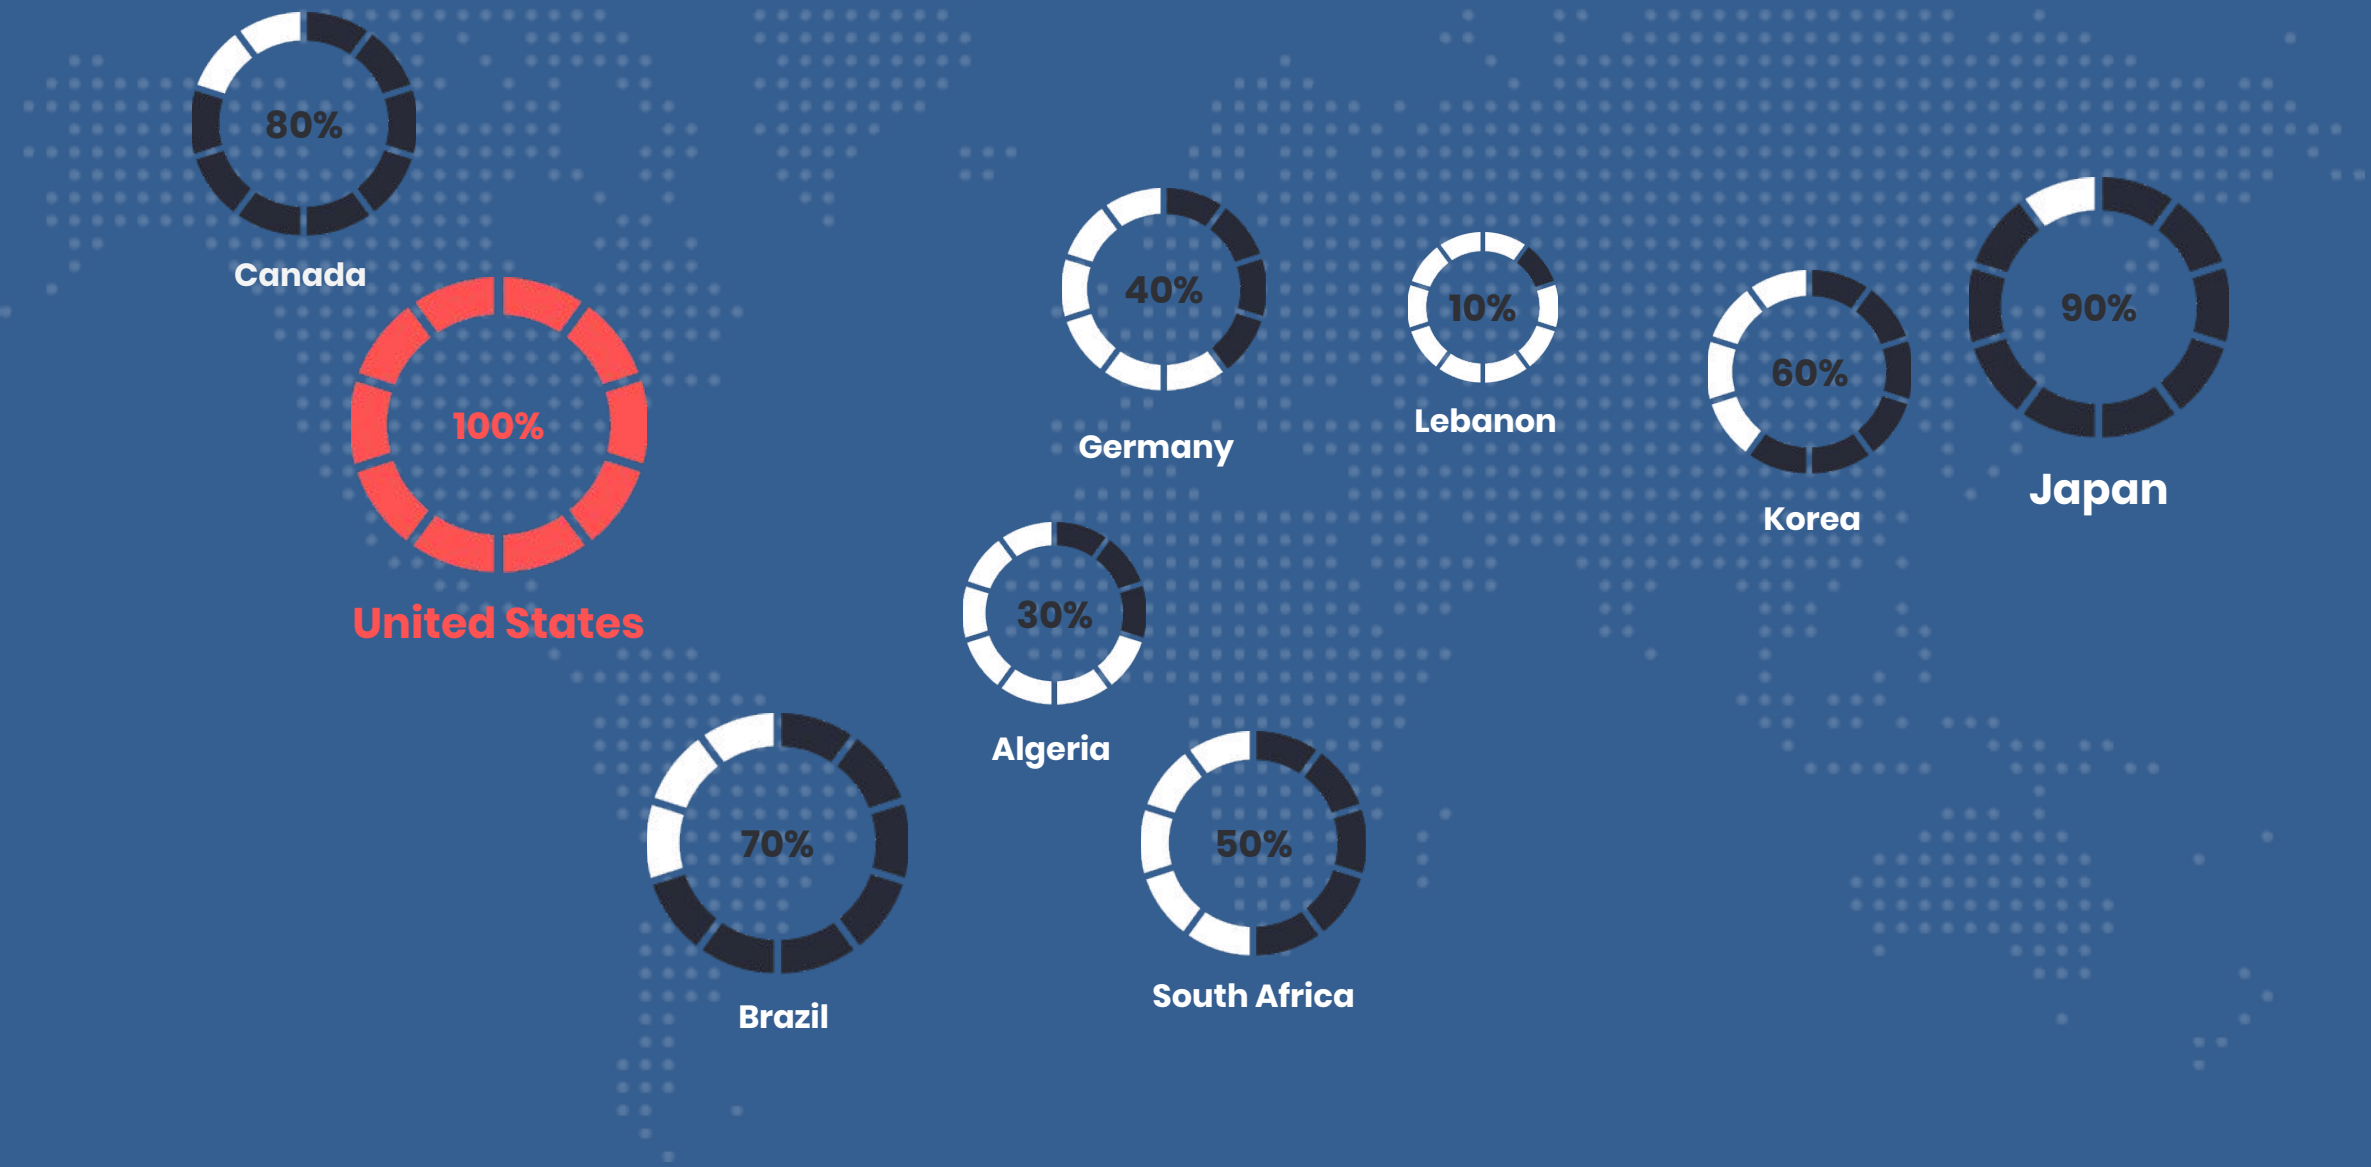 80%
Canada
100%
United States
40%
Germany
10%
Lebanon
60%
Korea
90%
Japan
30%
Algeria
70%
Brazil
50%
South Africa